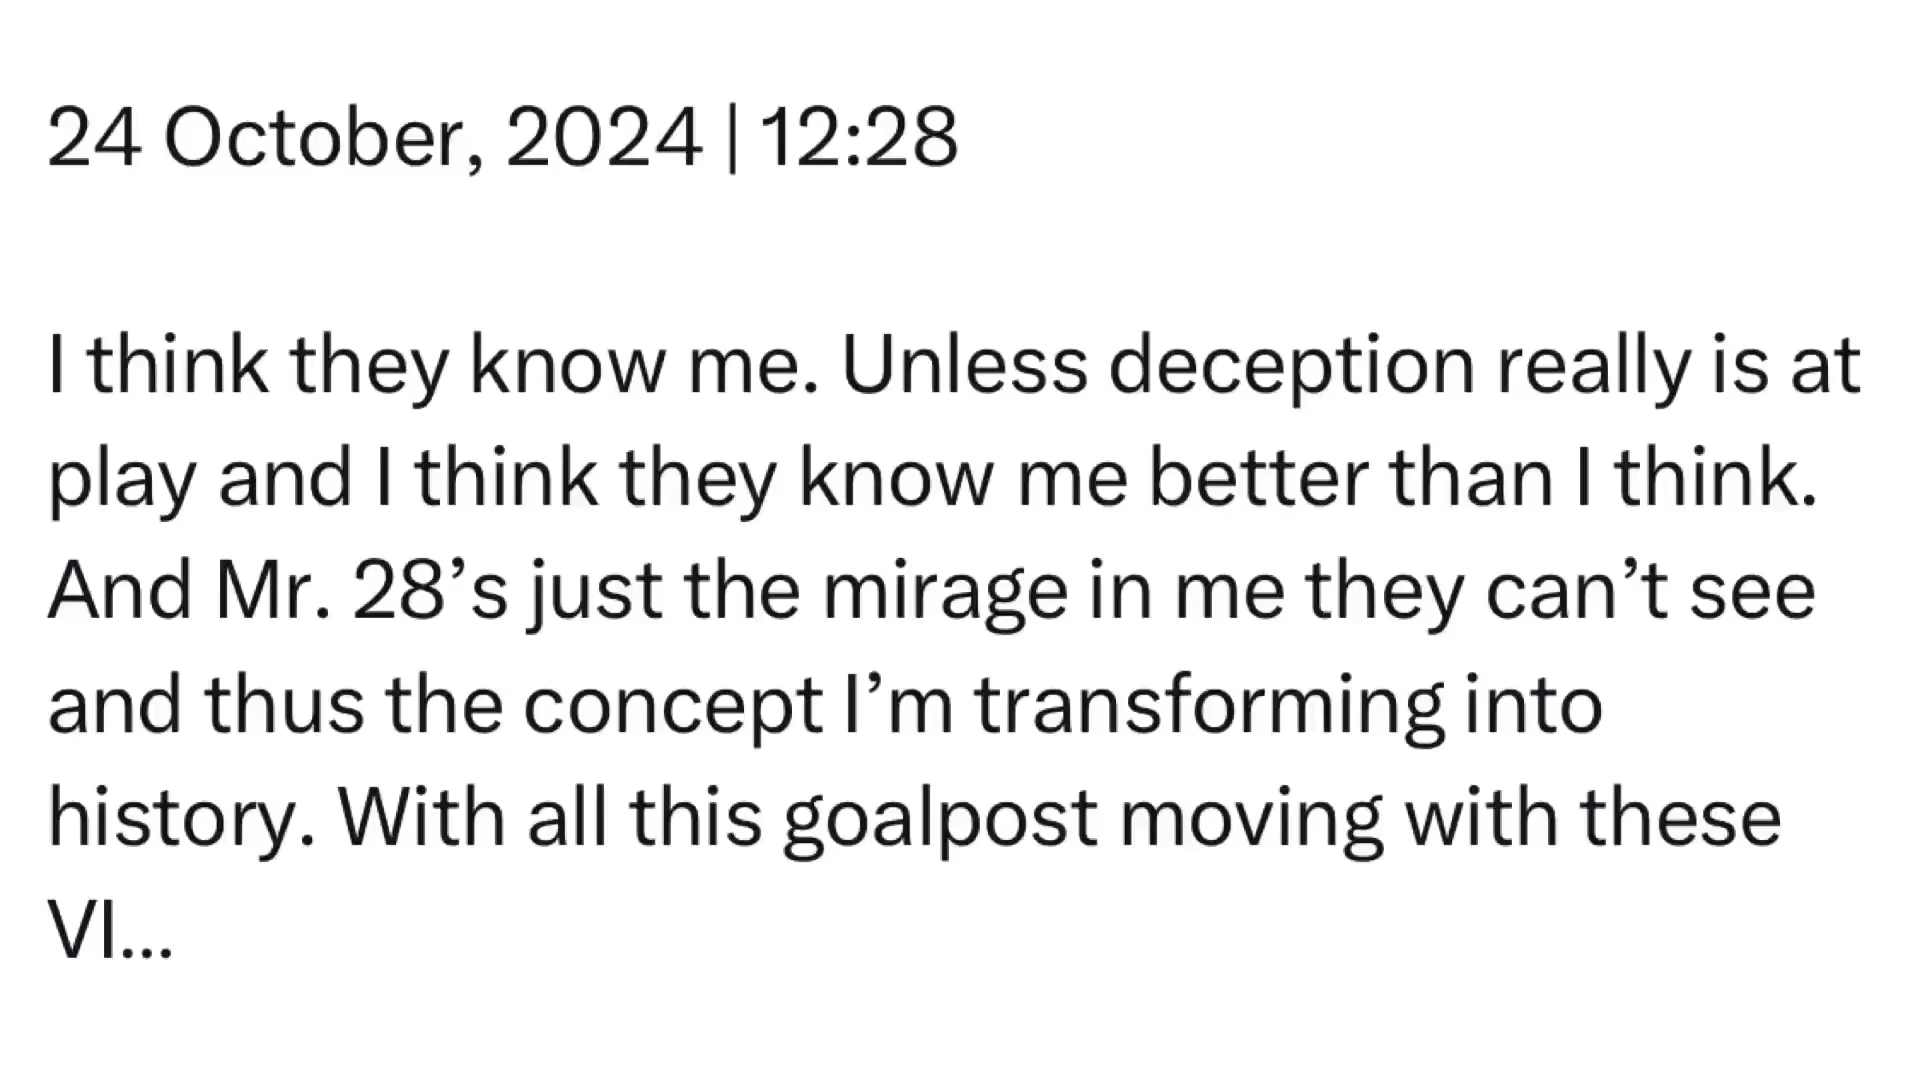 24 October, 2024 | 12:28
I think they know me. Unless deception really is at
play and I think they know me better than I think.
And Mr. 28’s just the mirage in me they can’t see
and thus the concept I’m transforming into
history. With all this goalpost moving with these
VI...